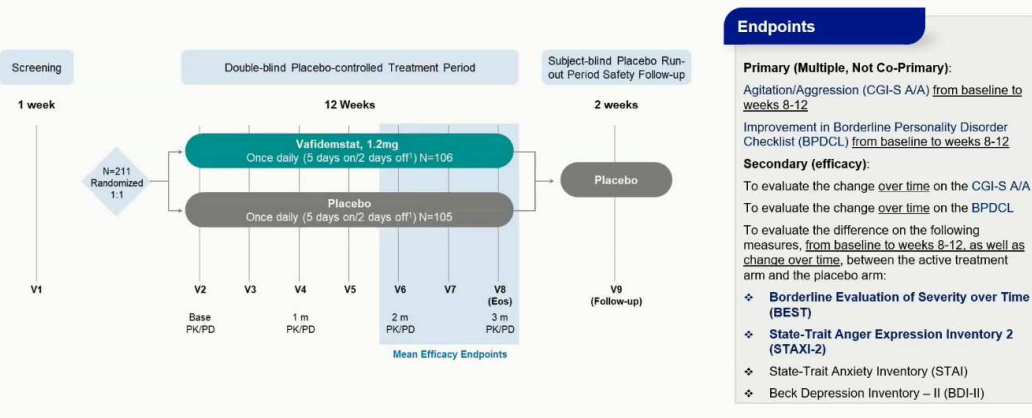 Screening
Double-blind Placebo-controlled Treatment Period
Subject-blind Placebo Run-
out Period Safety Follow-up
1 week
12 Weeks
2 weeks
N=211
Randomized
1:1
Vafidemstat, 1.2mg
Once daily (5 days on/2 days off¹) N=106
Placebo
Once daily (5 days on/2 days off¹) N=105
Placebo
V1
V2
V3
V4
V5
V6
V7
V8
(Eos)
V9
(Follow-up)
Base
PK/PD
1 m
PK/PD
2 m
PK/PD
3 m
PK/PD
Mean Efficacy Endpoints
Endpoints
Primary (Multiple, Not Co-Primary):
Agitation/Aggression (CGI-S A/A) from baseline to
weeks 8-12
Improvement in Borderline Personality Disorder
Checklist (BPDCL) from baseline to weeks 8-12
Secondary (efficacy):
To evaluate the change over time on the CGI-S A/A
To evaluate the change over time on the BPDCL
To evaluate the difference on the following
measures, from baseline to weeks 8-12, as well as
change over time, between the active treatment
arm and the placebo arm:
❖ Borderline Evaluation of Severity over Time
(BEST)
❖ State-Trait Anger Expression Inventory 2
(STAXI-2)
❖ State-Trait Anxiety Inventory (STAI)
❖ Beck Depression Inventory – II (BDI-II)